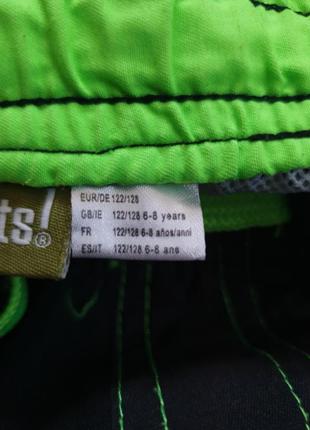 ts!®
EUR/DE 122/128
GB/IE 122/128 6-8 years
FR 122/128 6-8 años/anni
ES/IT 122/128 6-8 ans